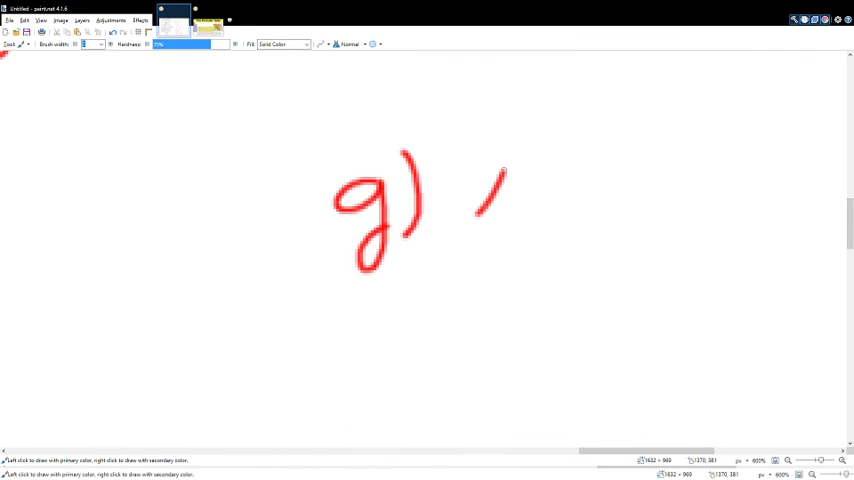 Untitled - paint.net 4.1.6
File Edit View Image Layers Adjustments Effects
Tool Brush width: Hardness: 75% Fill: Solid Color Normal
g) /
Left click to draw with primary color, right click to draw with secondary color. 1632 × 969 1370, 381 px 600%
Left click to draw with primary color, right click to draw with secondary color. 1632 × 969 1370, 381 px 600%